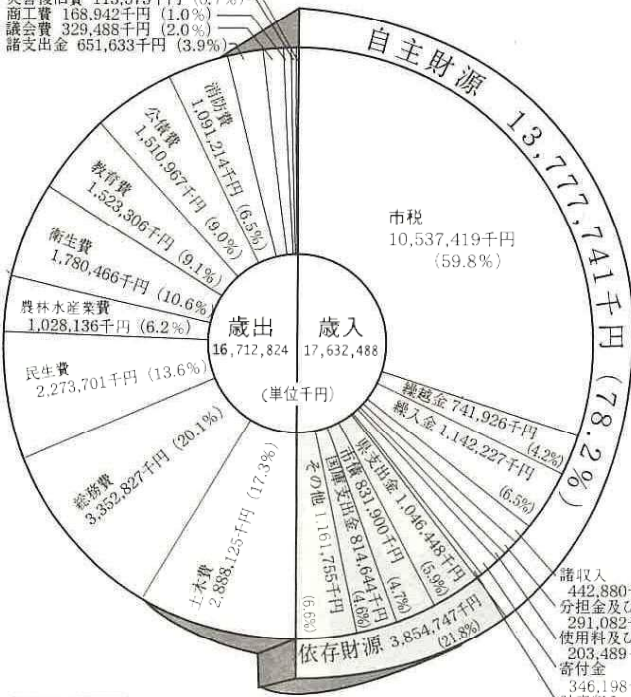 商工費 168,942千円 (1.0%)
議会費 329,488千円 (2.0%)
諸支出金 651,633千円 (3.9%)
消防費
1,091,214千円 (6.5%)
公債費
1,510,967千円 (9.0%)
教育費
1,523,306千円 (9.1%)
衛生費
1,780,466千円 (10.6%)
農林水産業費
1,028,136千円 (6.2%)
民生費
2,273,701千円 (13.6%)
総務費
3,352,827千円 (20.1%)
土木費
2,888,125千円 (17.3%)
歳出
16,712,824
歳入
17,632,488
(単位千円)
自主財源 13,777,741千円 (78.2%)
市税
10,537,419千円
(59.8%)
繰越金 741,926千円
(4.2%)
繰入金 1,142,227千円
(6.5%)
諸収入
442,880
分担金及び
291,082
使用料及び
203,489
寄付金
346,198
県支出金 1,046,448千円
(5.9%)
市債 831,900千円
(4.7%)
国庫支出金 814,644千円
(4.6%)
その他 1,161,755千円
(6.6%)
依存財源 3,854,747千円
(21.8%)